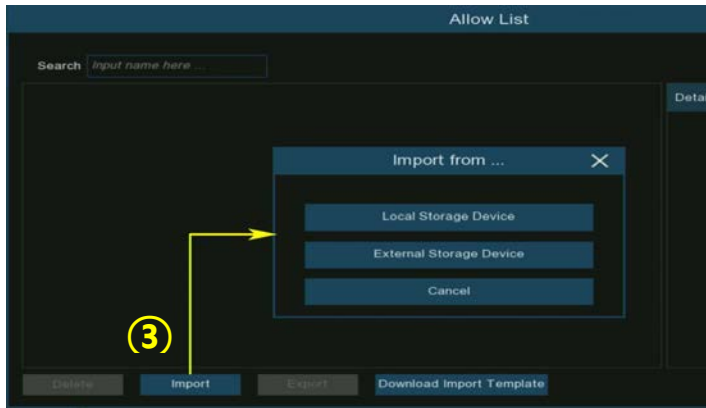 Allow List
Search Input name here ...
Deta
Import from ...
Local Storage Device
External Storage Device
Cancel
③
Delete Import Export Download Import Template